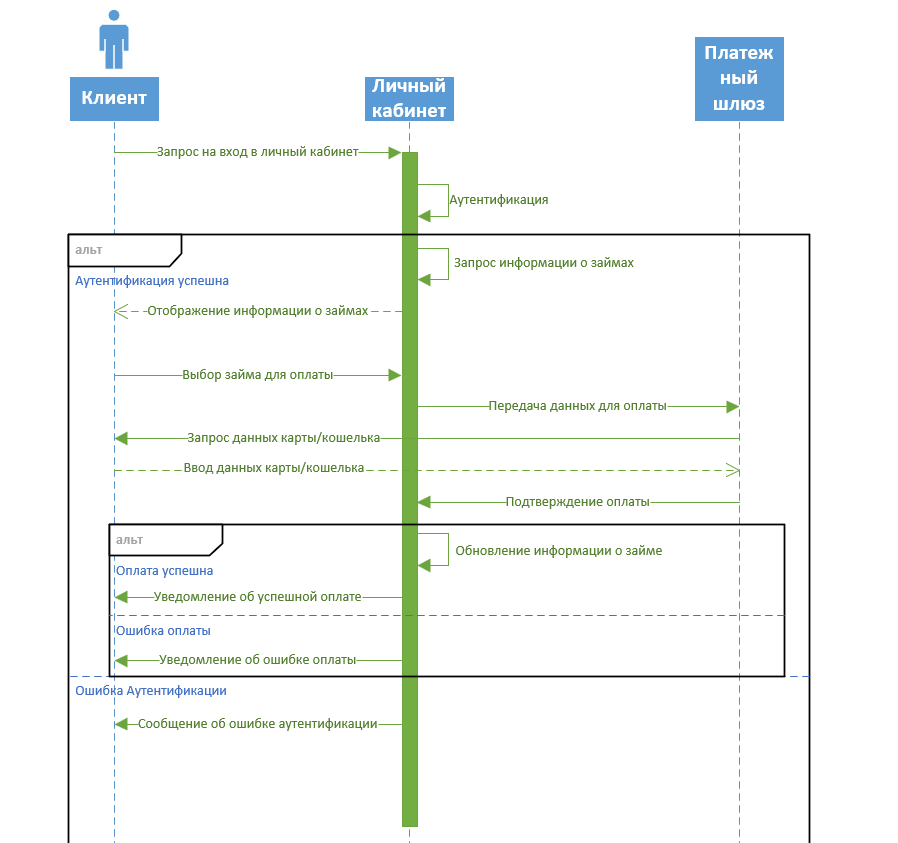 Клиент
Личный
кабинет
Платеж
ный
шлюз
Запрос на вход в личный кабинет
Аутентификация
альт
Запрос информации о займах
Аутентификация успешна
Отображение информации о займах
Выбор займа для оплаты
Передача данных для оплаты
Запрос данных карты/кошелька
Ввод данных карты/кошелька
Подтверждение оплаты
альт
Обновление информации о займе
Оплата успешна
Уведомление об успешной оплате
Ошибка оплаты
Уведомление об ошибке оплаты
Ошибка Аутентификации
Сообщение об ошибке аутентификации